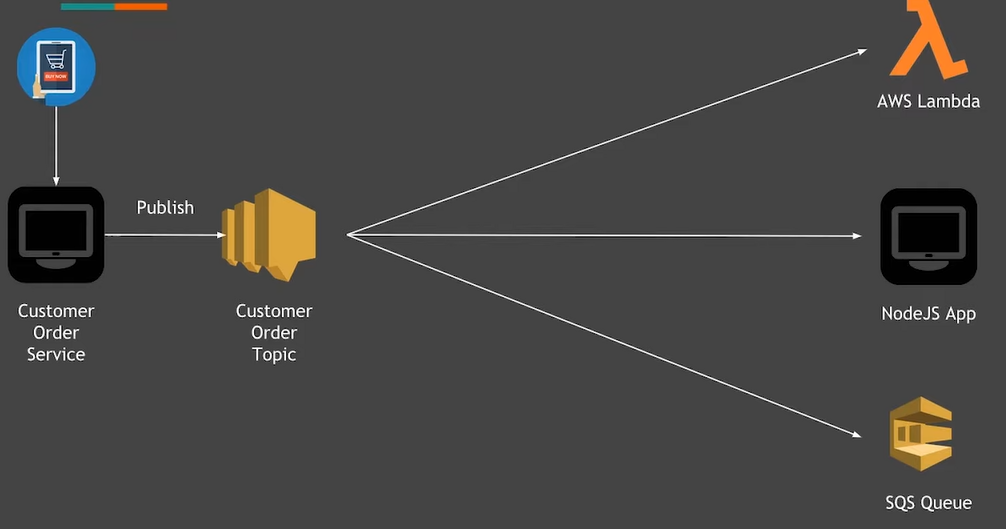 BUY NOW
AWS Lambda
Publish
Customer
Order
Service
Customer
Order
Topic
NodeJS App
SQS Queue